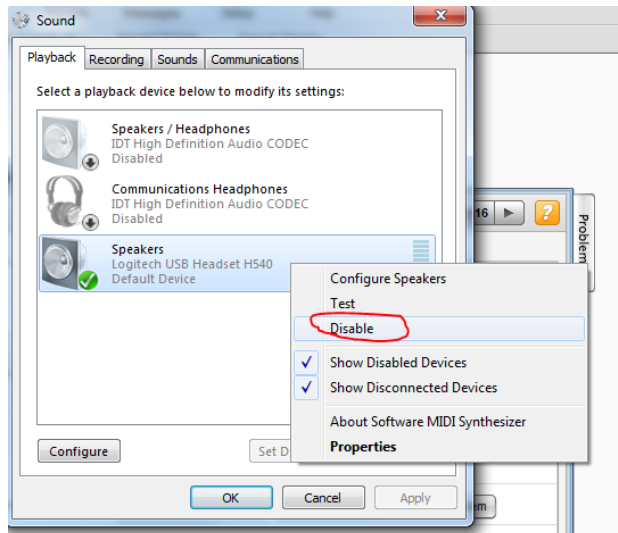 Sound
Playback Recording Sounds Communications
Select a playback device below to modify its settings:
Speakers / Headphones
IDT High Definition Audio CODEC
Disabled
Communications Headphones
IDT High Definition Audio CODEC
Disabled
Speakers
Logitech USB Headset H540
Default Device
Configure Speakers
Test
Disable
Show Disabled Devices
Show Disconnected Devices
About Software MIDI Synthesizer
Properties
Configure
Set D
OK Cancel Apply
16
?
Problem
em